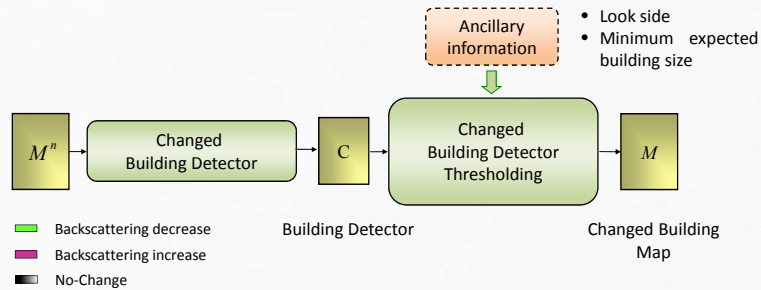 Ancillary
information
• Look side
• Minimum expected
building size
M^n
Changed
Building Detector
C
Changed
Building Detector
Thresholding
M
Building Detector
Changed Building
Map
Backscattering decrease
Backscattering increase
No-Change